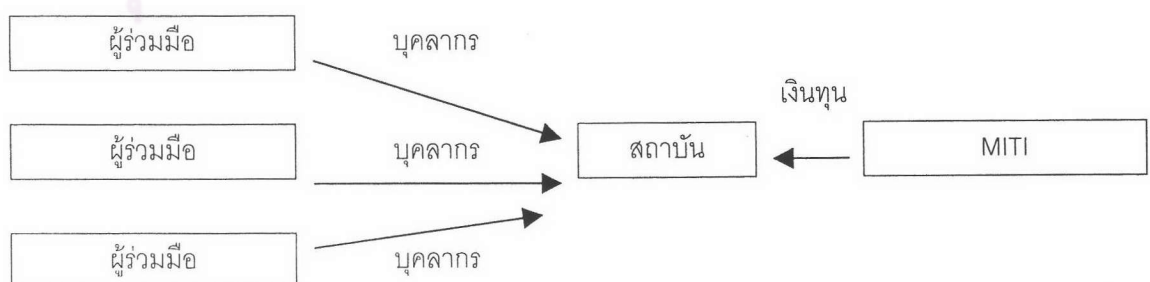 ผู้ร่วมมือ บุคลากร
เงินทุน
ผู้ร่วมมือ บุคลากร สถาบัน MITI
ผู้ร่วมมือ บุคลากร